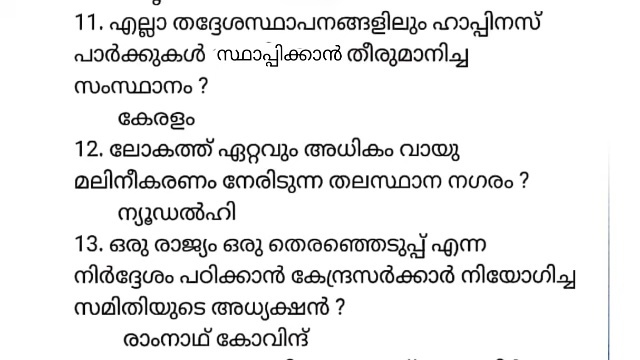 11. എല്ലാ തദ്ദേശസ്ഥാപനങ്ങളിലും ഹാപ്പിനസ്
പാർക്കുകൾ സ്ഥാപ്പിക്കാൻ തീരുമാനിച്ച
സംസ്ഥാനം ?
കേരളം
12. ലോകത്ത് ഏറ്റവും അധികം വായു
മലിനീകരണം നേരിടുന്ന തലസ്ഥാന നഗരം ?
ന്യൂഡൽഹി
13. ഒരു രാജ്യം ഒരു തെരഞ്ഞെടുപ്പ് എന്ന
നിർദ്ദേശം പഠിക്കാൻ കേന്ദ്രസർക്കാർ നിയോഗിച്ച
സമിതിയുടെ അധ്യക്ഷൻ ?
രാംനാഥ് കോവിന്ദ്